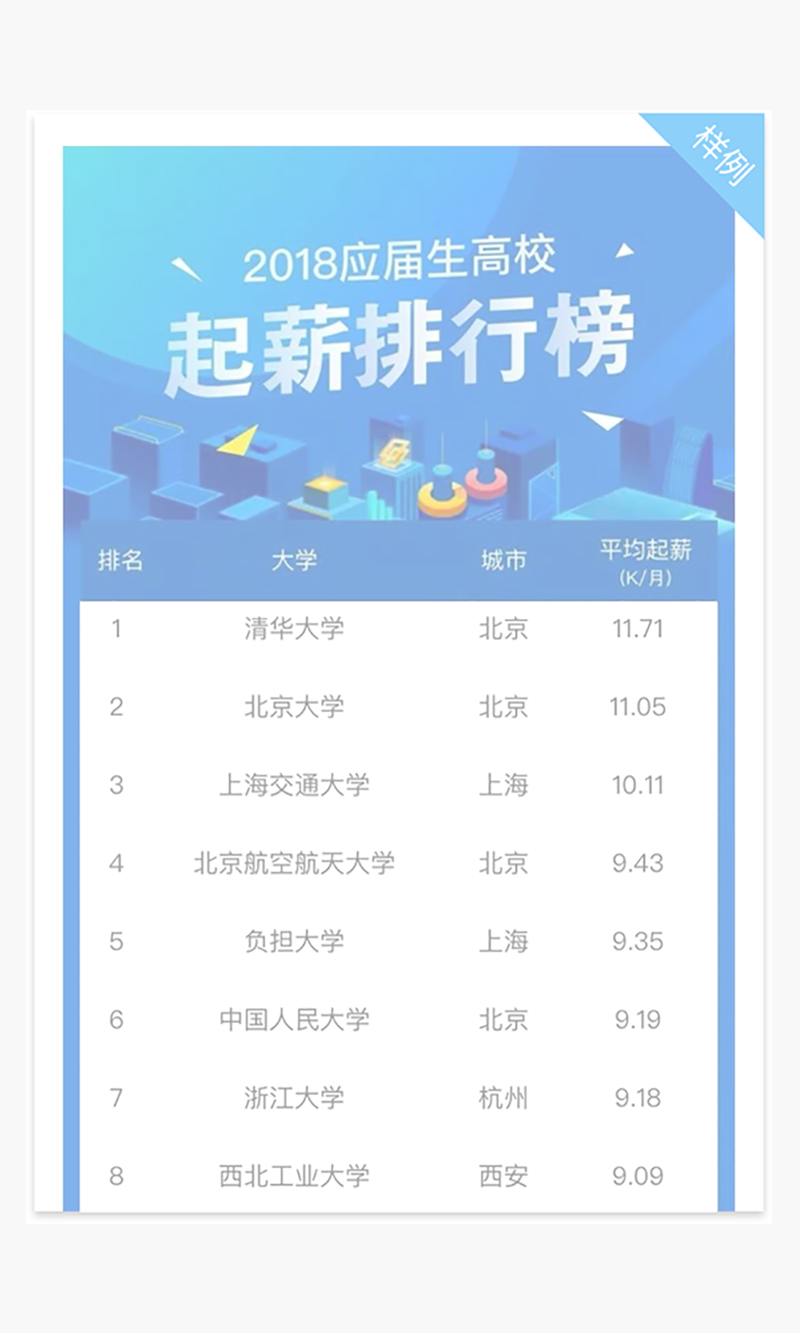 样例
2018应届生高校
起薪排行榜
排名 大学 城市 平均起薪
(K/月)
1 清华大学 北京 11.71
2 北京大学 北京 11.05
3 上海交通大学 上海 10.11
4 北京航空航天大学 北京 9.43
5 负担大学 上海 9.35
6 中国人民大学 北京 9.19
7 浙江大学 杭州 9.18
8 西北工业大学 西安 9.09